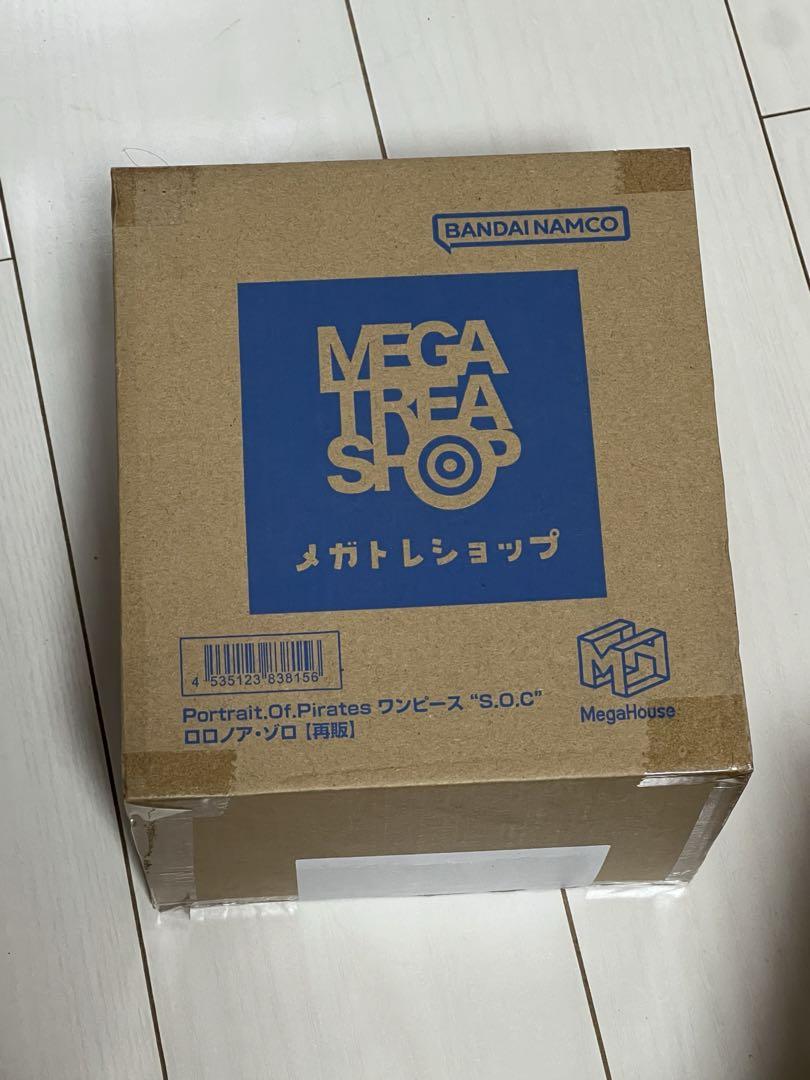 BANDAI NAMCO
MEGA
TREA
SHOP
メガトレショップ
4 535123 838156
Portrait.Of.Pirates ワンピース “S.O.C”
ロロノア・ゾロ【再販】
MegaHouse